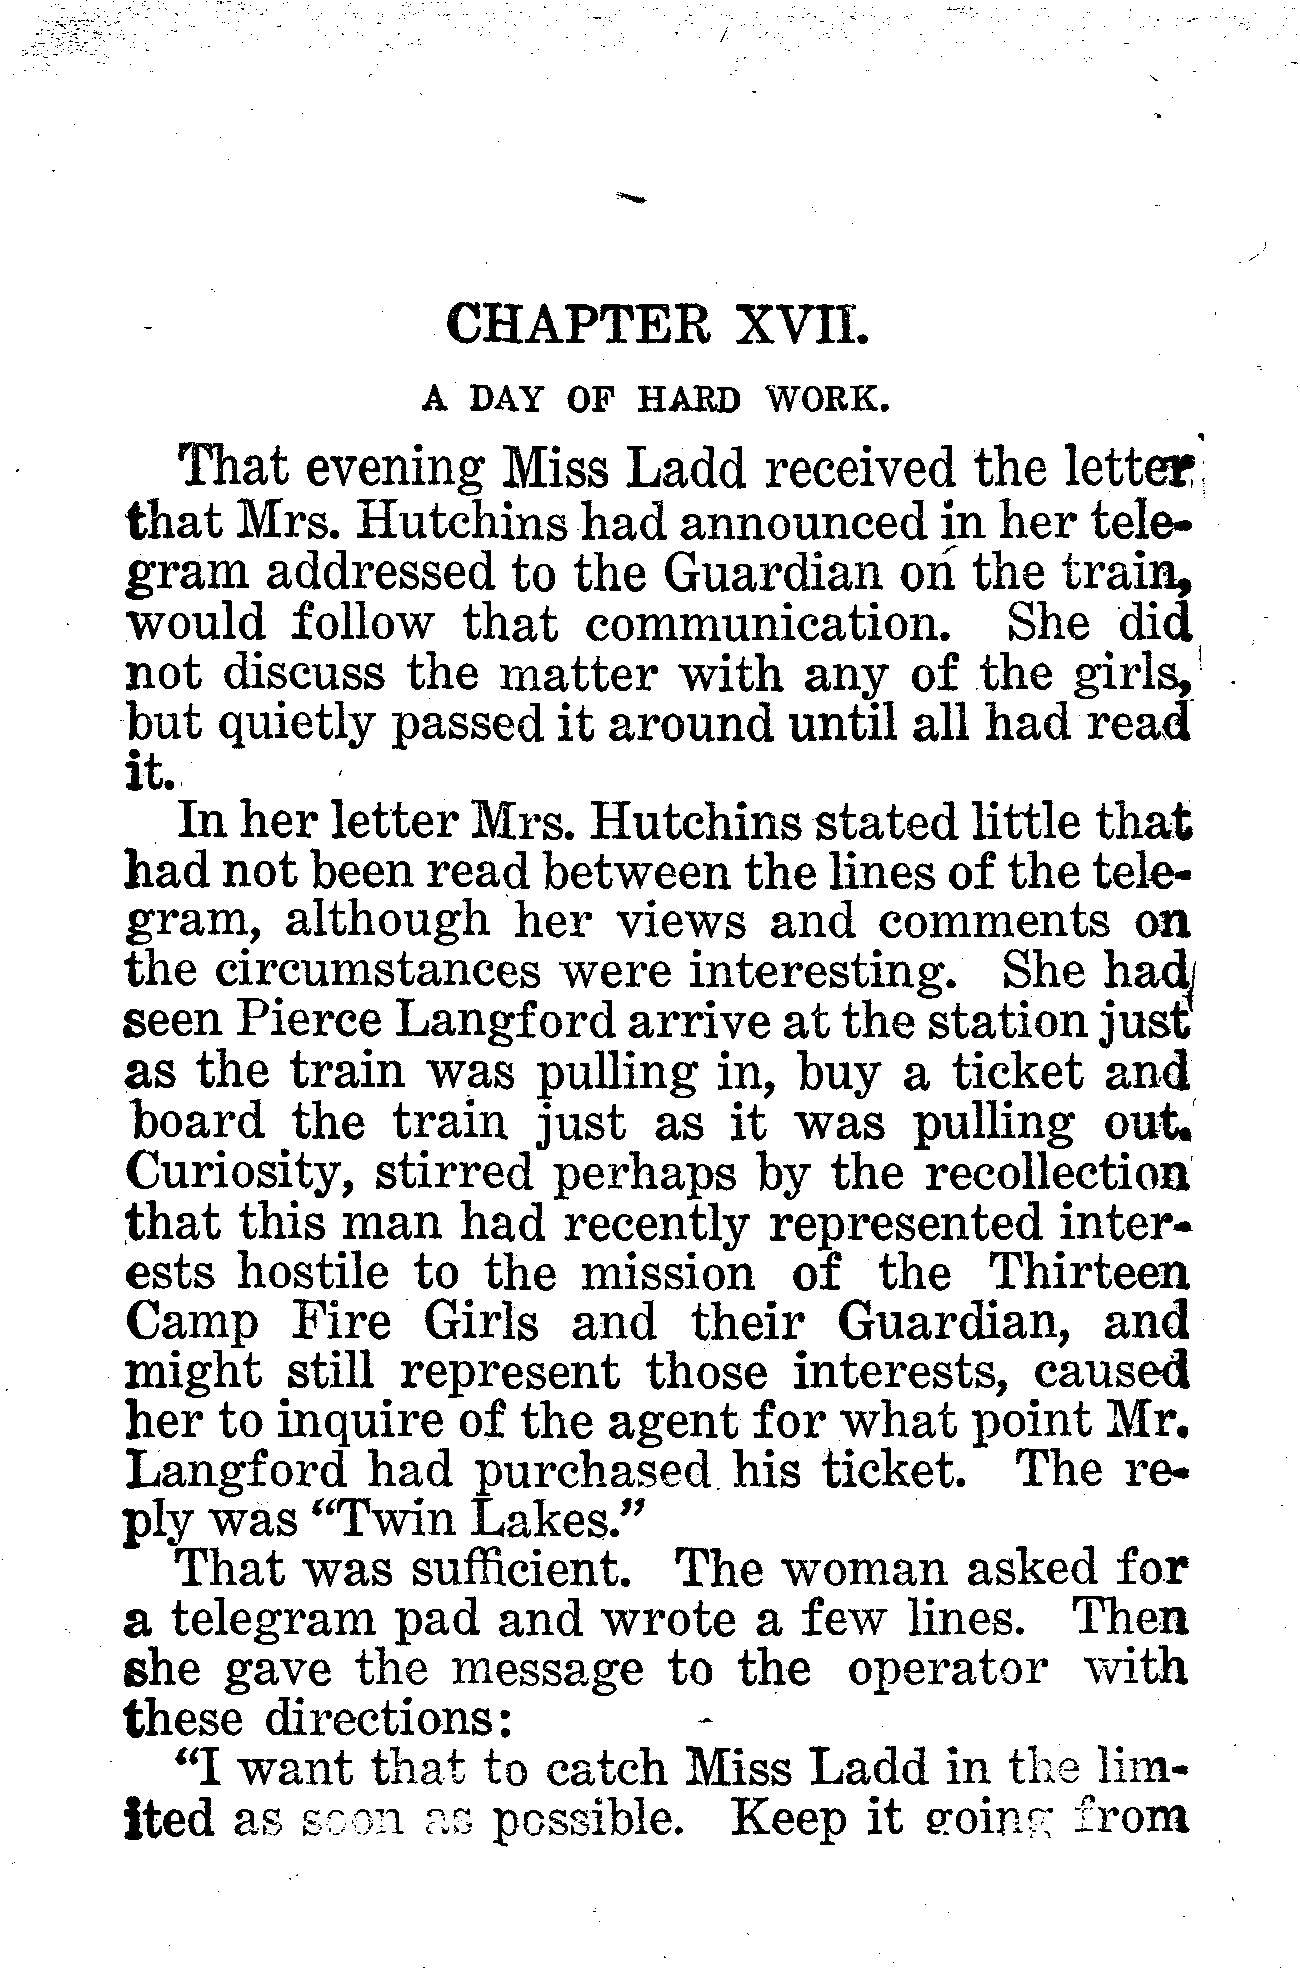 CHAPTER XVII.
A DAY OF HARD WORK.
That evening Miss Ladd received the letter
that Mrs. Hutchins had announced in her tele-
gram addressed to the Guardian on the train,
would follow that communication. She did
not discuss the matter with any of the girls,
but quietly passed it around until all had read
it.
In her letter Mrs. Hutchins stated little that
had not been read between the lines of the tele-
gram, although her views and comments on
the circumstances were interesting. She had
seen Pierce Langford arrive at the station just
as the train was pulling in, buy a ticket and
board the train just as it was pulling out.
Curiosity, stirred perhaps by the recollection
that this man had recently represented inter-
ests hostile to the mission of the Thirteen
Camp Fire Girls and their Guardian, and
might still represent those interests, caused
her to inquire of the agent for what point Mr.
Langford had purchased his ticket. The re-
ply was “Twin Lakes.”
That was sufficient. The woman asked for
a telegram pad and wrote a few lines. Then
she gave the message to the operator with
these directions:
“I want that to catch Miss Ladd in the lim-
ited as soon as possible. Keep it going from